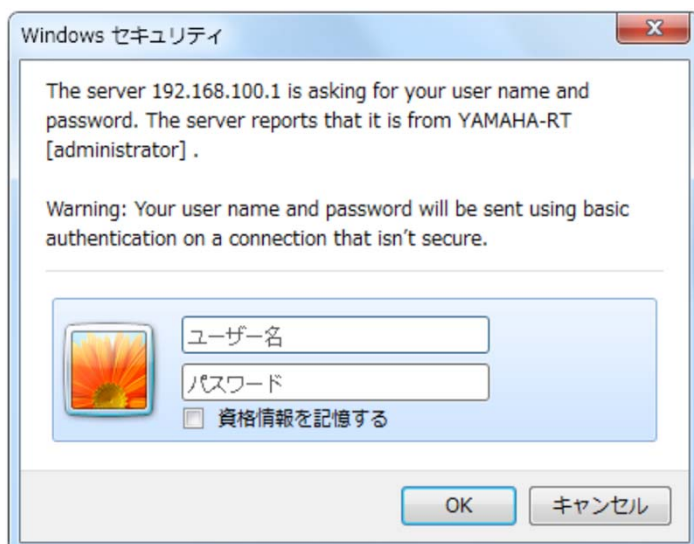 Windows セキュリティ
The server 192.168.100.1 is asking for your user name and
password. The server reports that it is from YAMAHA-RT
[administrator] .
Warning: Your user name and password will be sent using basic
authentication on a connection that isn't secure.
ユーザー名
パスワード
資格情報を記憶する
OK
キャンセル